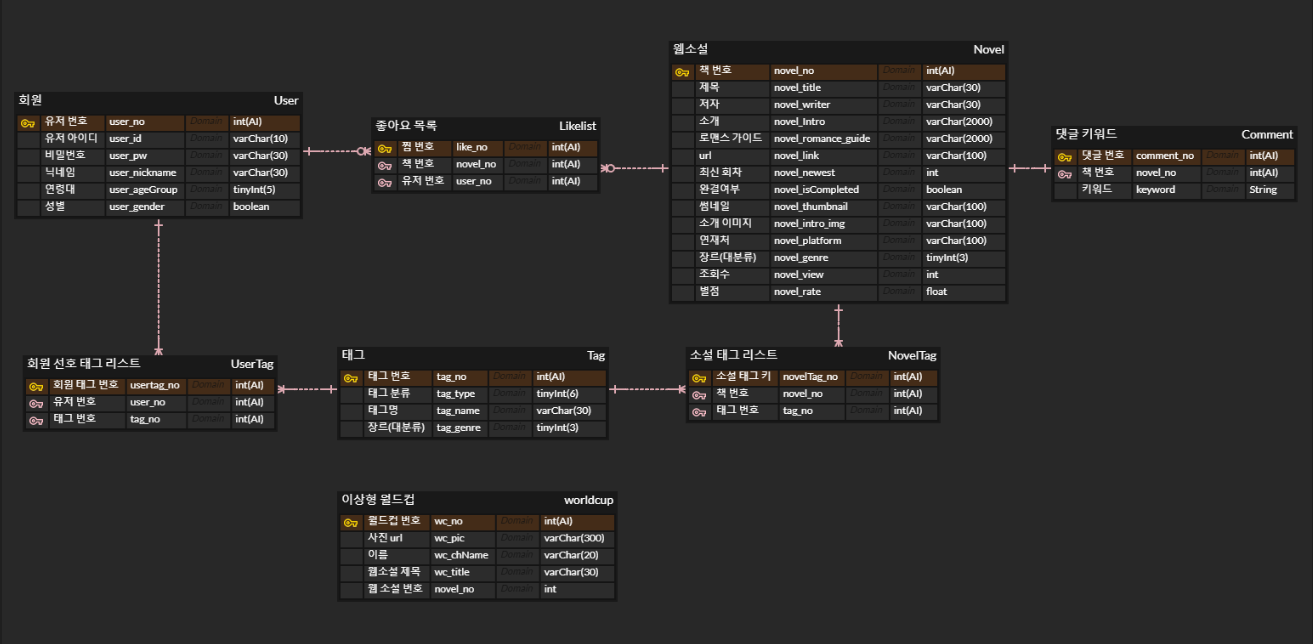 회원 User
유저 번호 user_no Domain int(AI)
유저 아이디 user_id Domain varChar(10)
비밀번호 user_pw Domain varChar(30)
닉네임 user_nickname Domain varChar(30)
연령대 user_ageGroup Domain tinyInt(5)
성별 user_gender Domain boolean
좋아요 목록 Likelist
찜 번호 like_no Domain int(AI)
책 번호 novel_no Domain int(AI)
유저 번호 user_no Domain int(AI)
웹소설 Novel
책 번호 novel_no Domain int(AI)
제목 novel_title Domain varChar(30)
저자 novel_writer Domain varChar(30)
소개 novel_Intro Domain varChar(2000)
로맨스 가이드 novel_romance_guide Domain varChar(2000)
url novel_link Domain varChar(100)
최신 회차 novel_newest Domain int
완결여부 novel_isCompleted Domain boolean
썸네일 novel_thumbnail Domain varChar(100)
소개 이미지 novel_intro_img Domain varChar(100)
연재처 novel_platform Domain varChar(100)
장르(대분류) novel_genre Domain tinyInt(3)
조회수 novel_view Domain int
별점 novel_rate Domain float
댓글 키워드 Comment
댓글 번호 comment_no Domain int(AI)
책 번호 novel_no Domain int(AI)
키워드 keyword Domain String
회원 선호 태그 리스트 UserTag
회원 태그 번호 usertag_no Domain int(AI)
유저 번호 user_no Domain int(AI)
태그 번호 tag_no Domain int(AI)
태그 Tag
태그 번호 tag_no Domain int(AI)
태그 분류 tag_type Domain tinyInt(6)
태그명 tag_name Domain varChar(30)
장르(대분류) tag_genre Domain tinyInt(3)
소설 태그 리스트 NovelTag
소설 태그 키 novelTag_no Domain int(AI)
책 번호 novel_no Domain int(AI)
태그 번호 tag_no Domain int(AI)
이상형 월드컵 worldcup
월드컵 번호 wc_no Domain int(AI)
사진 url wc_pic Domain varChar(300)
이름 wc_chName Domain varChar(20)
웹소설 제목 wc_title Domain varChar(30)
웹 소설 번호 novel_no Domain int